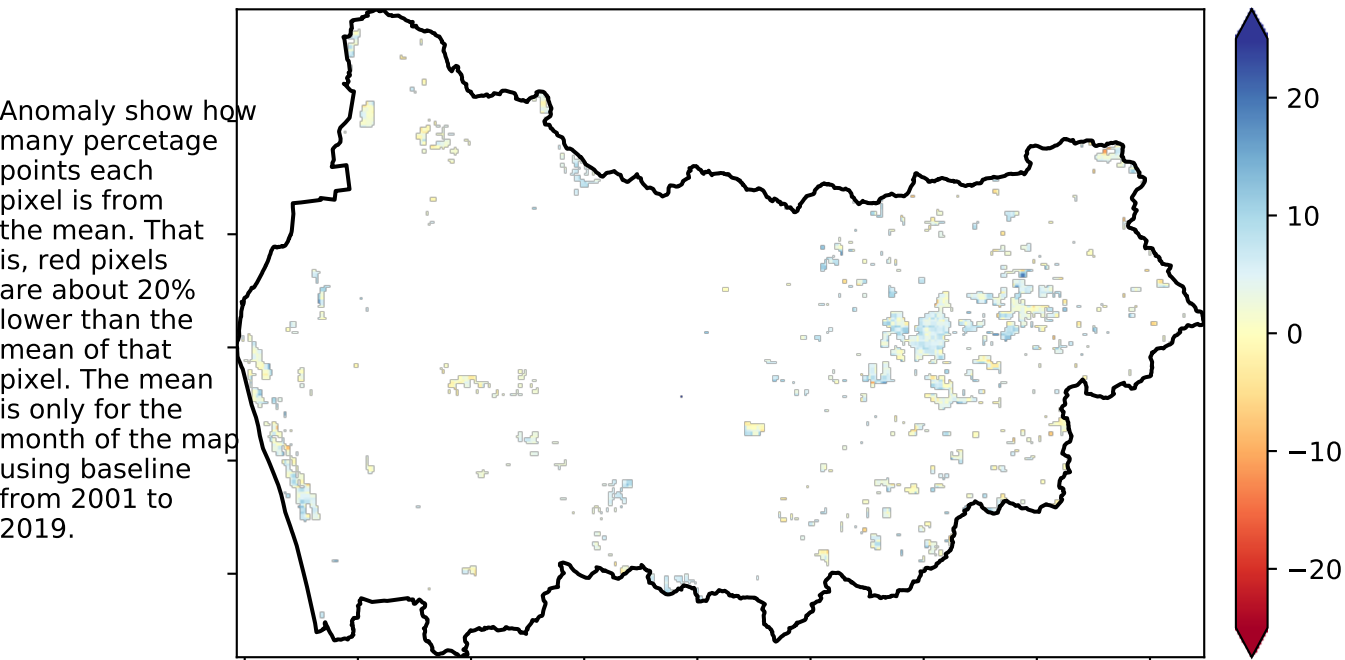 Anomaly show how
many percetage
points each
pixel is from
the mean. That
is, red pixels
are about 20%
lower than the
mean of that
pixel. The mean
is only for the
month of the map
using baseline
from 2001 to
2019.
20
10
0
−10
−20